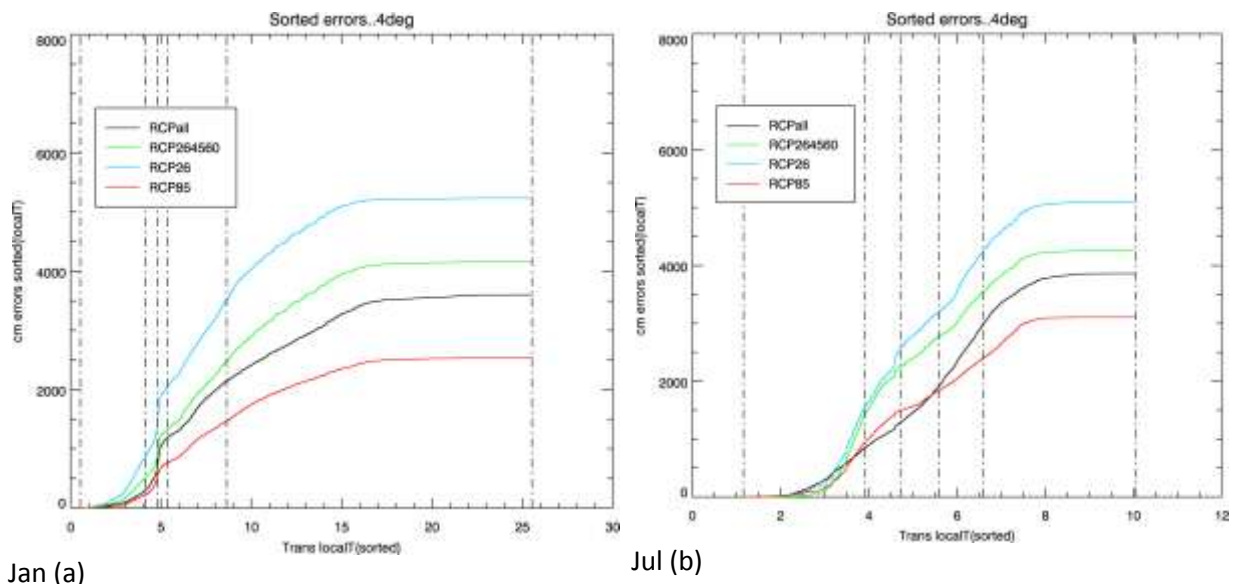 Sorted errors..4deg
8000
6000
4000
2000
0
cm errors sorted(localT)
RCPall
RCP264560
RCP26
RCP85
0 5 10 15 20 25 30
Trans localT(sorted)
Jan (a)
Sorted errors..4deg
8000
6000
4000
2000
0
cm errors sorted(localT)
RCPall
RCP264560
RCP26
RCP85
0 2 4 6 8 10 12
Trans localT(sorted)
Jul (b)